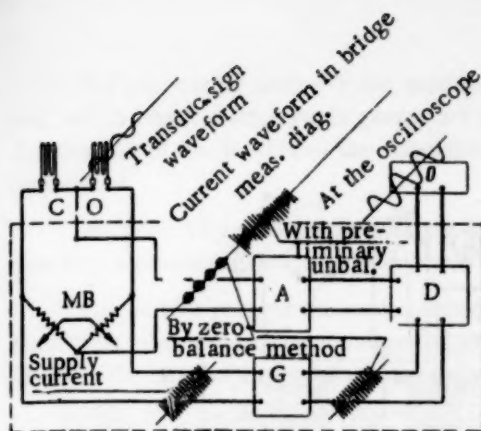 Transduc.sign
waveform
Current waveform in bridge
meas. diag.
At the oscilloscope
C O
O
With pre-
liminary
unbal.
MB
A
D
By zero
balance method
Supply
current
G